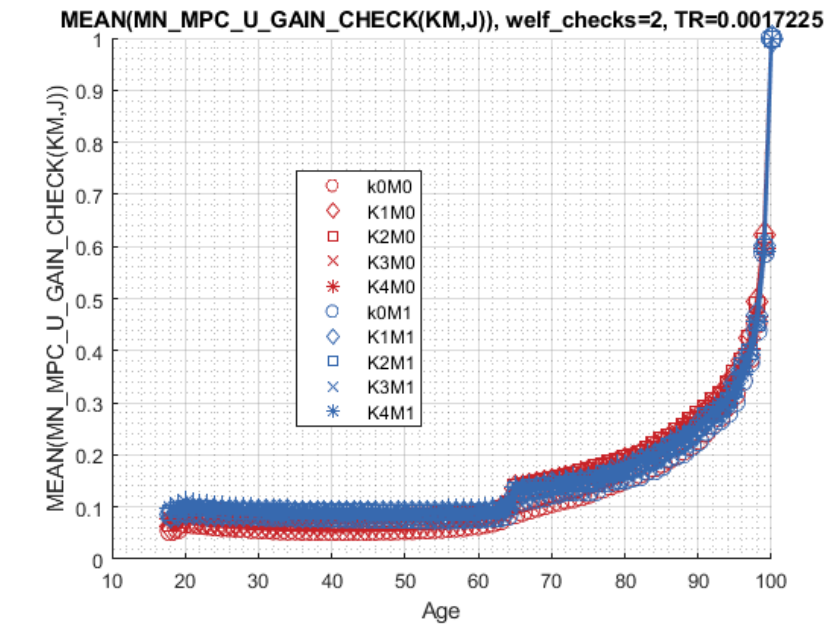 MEAN(MN_MPC_U_GAIN_CHECK(KM,J)), welf_checks=2, TR=0.0017225
MEAN(MN_MPC_U_GAIN_CHECK(KM,J))
1
0.9
0.8
0.7
0.6
0.5
0.4
0.3
0.2
0.1
0
k0M0
K1M0
K2M0
K3M0
K4M0
k0M1
K1M1
K2M1
K3M1
K4M1
10 20 30 40 50 60 70 80 90 100
Age